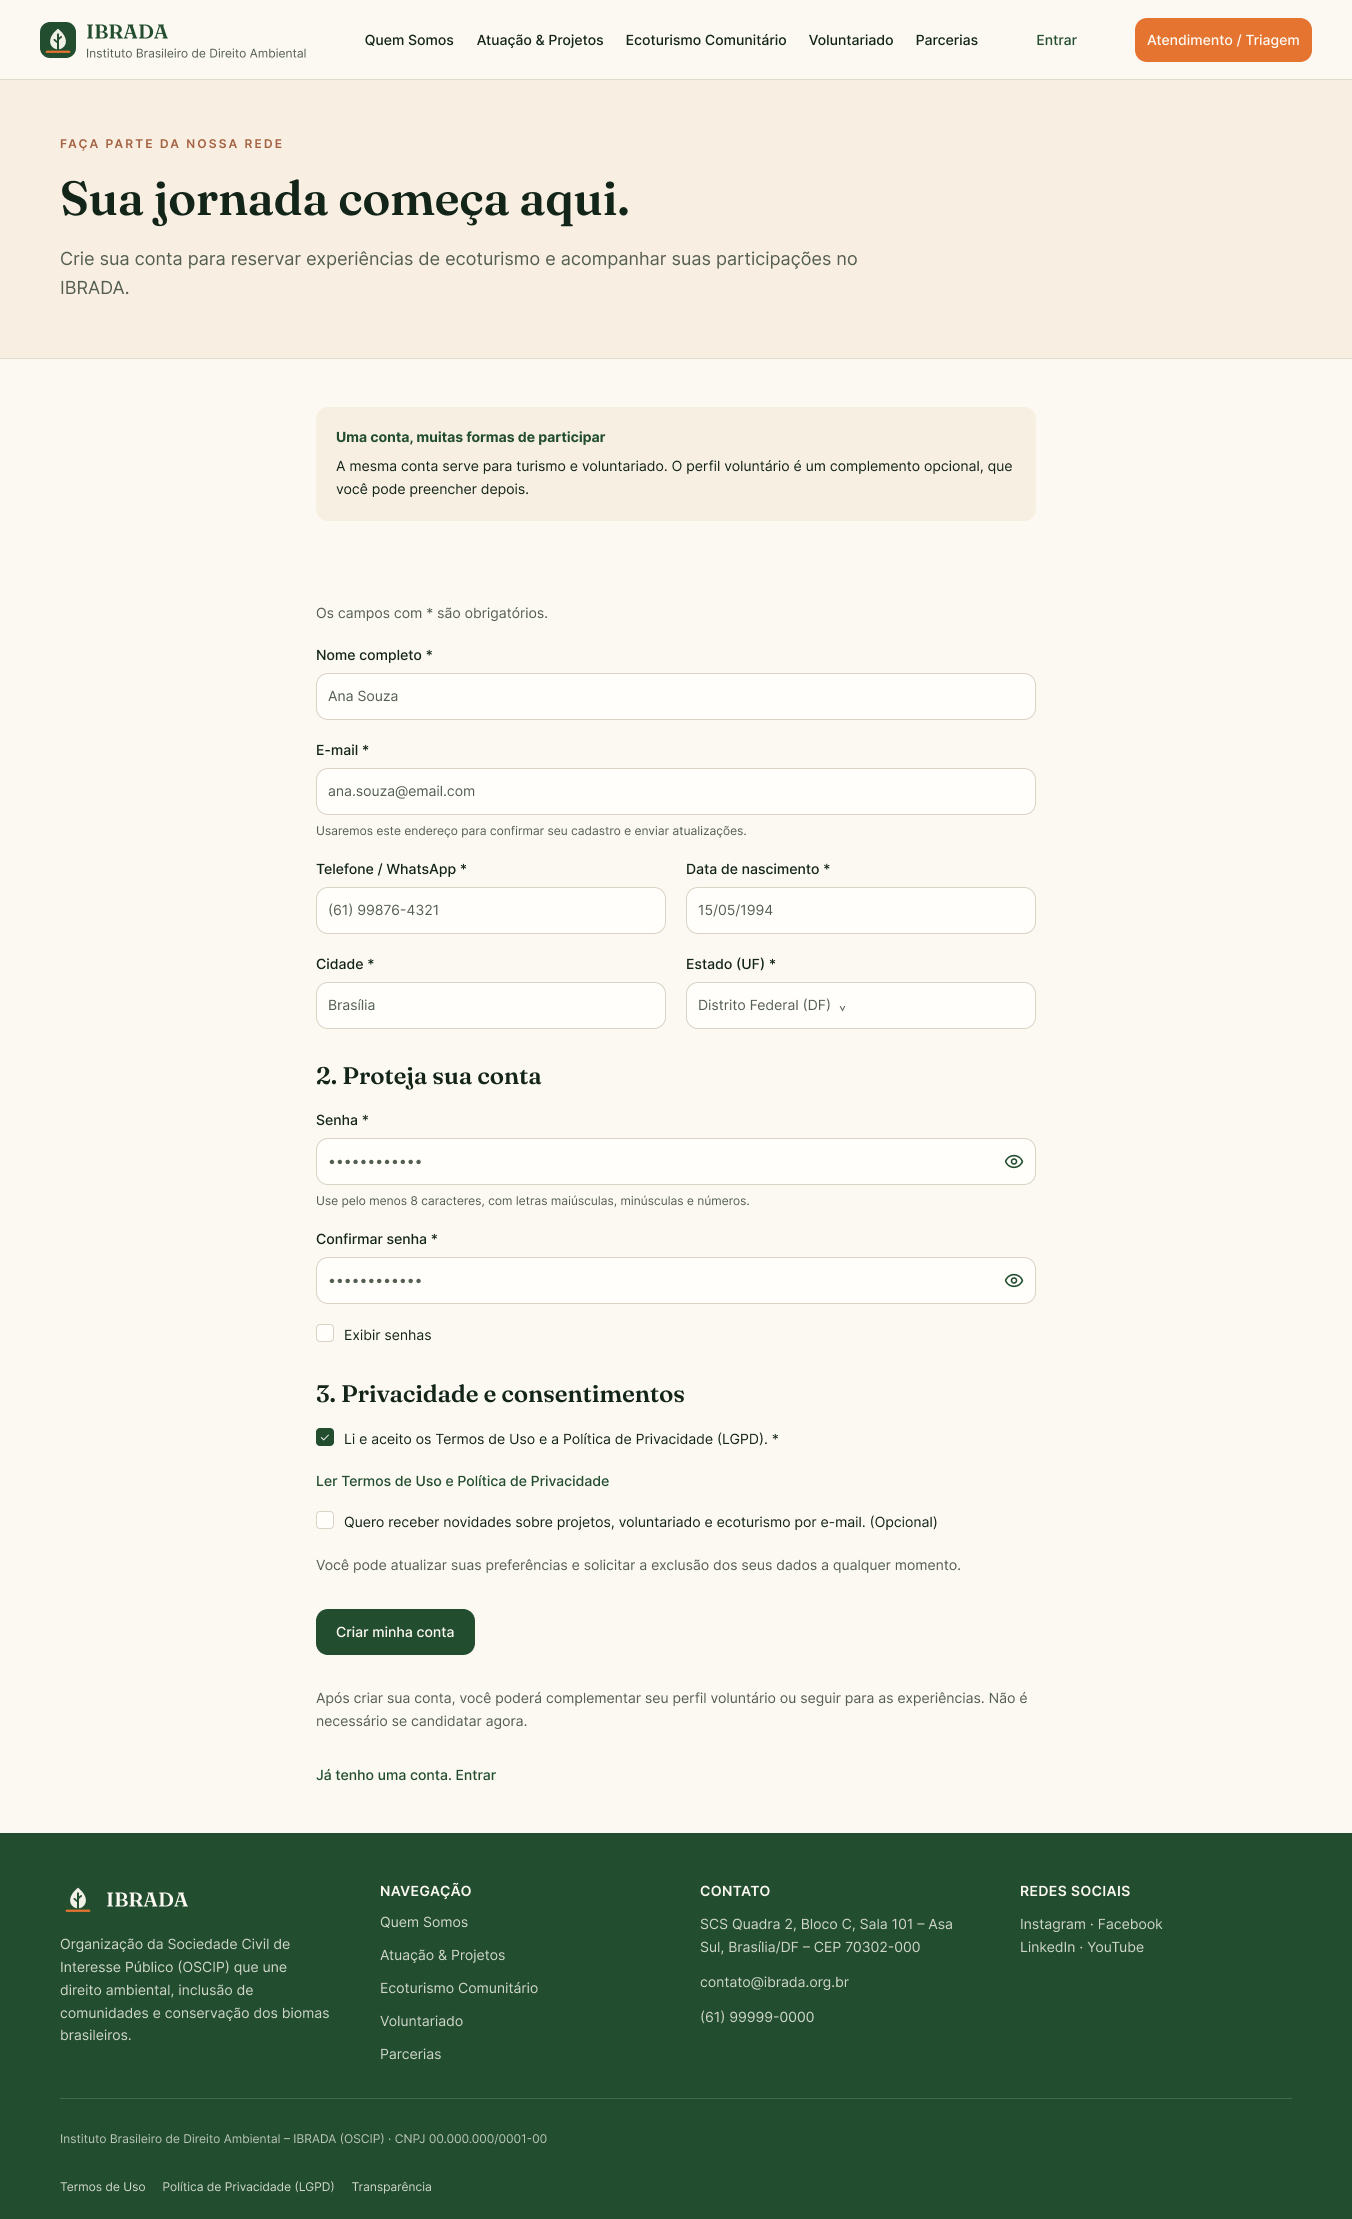 IBRADA
Instituto Brasileiro de Direito Ambiental
Quem Somos
Atuação & Projetos
Ecoturismo Comunitário
Voluntariado
Parcerias
Entrar
Atendimento / Triagem
FAÇA PARTE DA NOSSA REDE
Sua jornada começa aqui.
Crie sua conta para reservar experiências de ecoturismo e acompanhar suas participações no
IBRADA.
Uma conta, muitas formas de participar
A mesma conta serve para turismo e voluntariado. O perfil voluntário é um complemento opcional, que
você pode preencher depois.
Os campos com * são obrigatórios.
Nome completo *
Ana Souza
E-mail *
ana.souza@email.com
Usaremos este endereço para confirmar seu cadastro e enviar atualizações.
Telefone / WhatsApp *
(61) 99876-4321
Data de nascimento *
15/05/1994
Cidade *
Brasília
Estado (UF) *
Distrito Federal (DF)
2. Proteja sua conta
Senha *
••••••••••••
Use pelo menos 8 caracteres, com letras maiúsculas, minúsculas e números.
Confirmar senha *
••••••••••••
Exibir senhas
3. Privacidade e consentimentos
Li e aceito os Termos de Uso e a Política de Privacidade (LGPD). *
Ler Termos de Uso e Política de Privacidade
Quero receber novidades sobre projetos, voluntariado e ecoturismo por e-mail. (Opcional)
Você pode atualizar suas preferências e solicitar a exclusão dos seus dados a qualquer momento.
Criar minha conta
Após criar sua conta, você poderá complementar seu perfil voluntário ou seguir para as experiências. Não é
necessário se candidatar agora.
Já tenho uma conta. Entrar
IBRADA
Organização da Sociedade Civil de
Interesse Público (OSCIP) que une
direito ambiental, inclusão de
comunidades e conservação dos biomas
brasileiros.
NAVEGAÇÃO
Quem Somos
Atuação & Projetos
Ecoturismo Comunitário
Voluntariado
Parcerias
CONTATO
SCS Quadra 2, Bloco C, Sala 101 – Asa
Sul, Brasília/DF – CEP 70302-000
contato@ibrada.org.br
(61) 99999-0000
REDES SOCIAIS
Instagram · Facebook
LinkedIn · YouTube
Instituto Brasileiro de Direito Ambiental – IBRADA (OSCIP) · CNPJ 00.000.000/0001-00
Termos de Uso
Política de Privacidade (LGPD)
Transparência